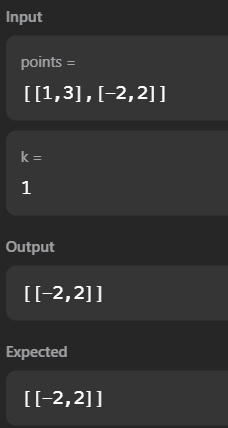 Input
points =
[[1,3],[-2,2]]
k =
1
Output
[[-2,2]]
Expected
[[-2,2]]